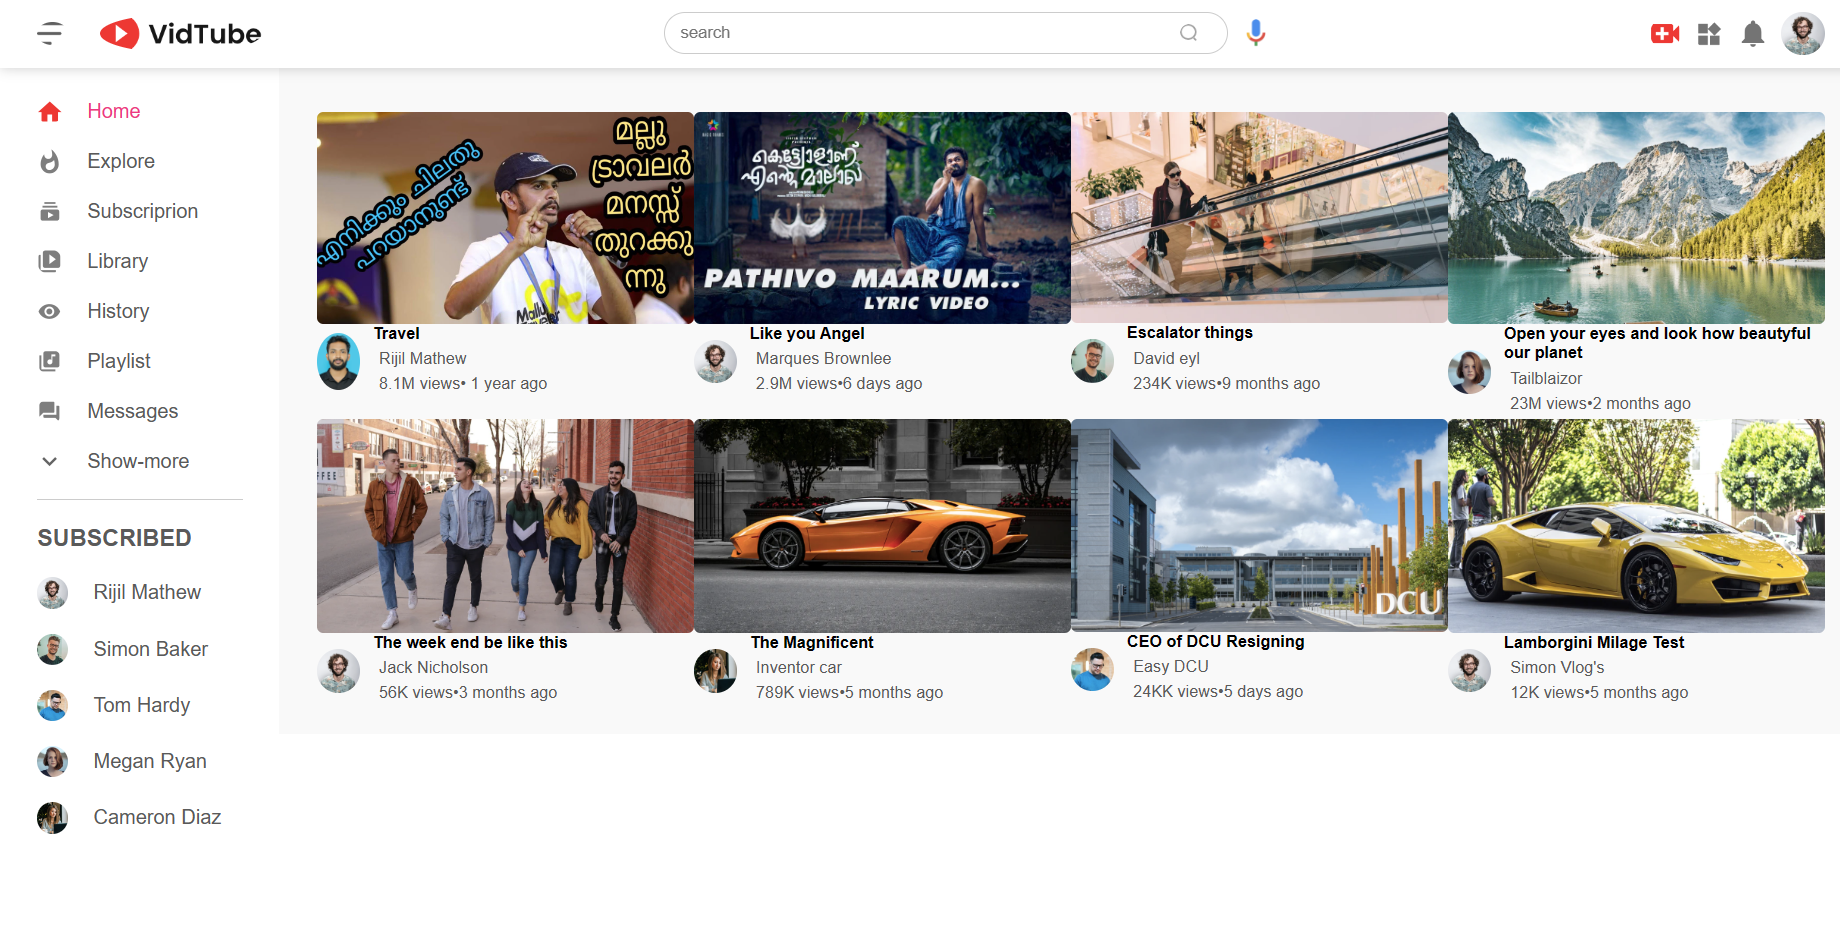 VidTube
search
Home
Explore
Subscriprion
Library
History
Playlist
Messages
Show-more
SUBSCRIBED
Rijil Mathew
Simon Baker
Tom Hardy
Megan Ryan
Cameron Diaz
എനിക്കും ചിലതു
പറയാനുണ്ട്
മല്ലു
ട്രാവലർ
മനസ്സ്
തുറക്കു
ന്നു
Travel
Rijil Mathew
8.1M views• 1 year ago
കെട്ട്യോളാണ്
എന്റെ മാലാഖ
PATHIVO MAARUM...
LYRIC VIDEO
Like you Angel
Marques Brownlee
2.9M views•6 days ago
Escalator things
David eyl
234K views•9 months ago
Open your eyes and look how beautyful
our planet
Tailblaizor
23M views•2 months ago
The week end be like this
Jack Nicholson
56K views•3 months ago
The Magnificent
Inventor car
789K views•5 months ago
DCU
CEO of DCU Resigning
Easy DCU
24KK views•5 days ago
Lamborgini Milage Test
Simon Vlog's
12K views•5 months ago